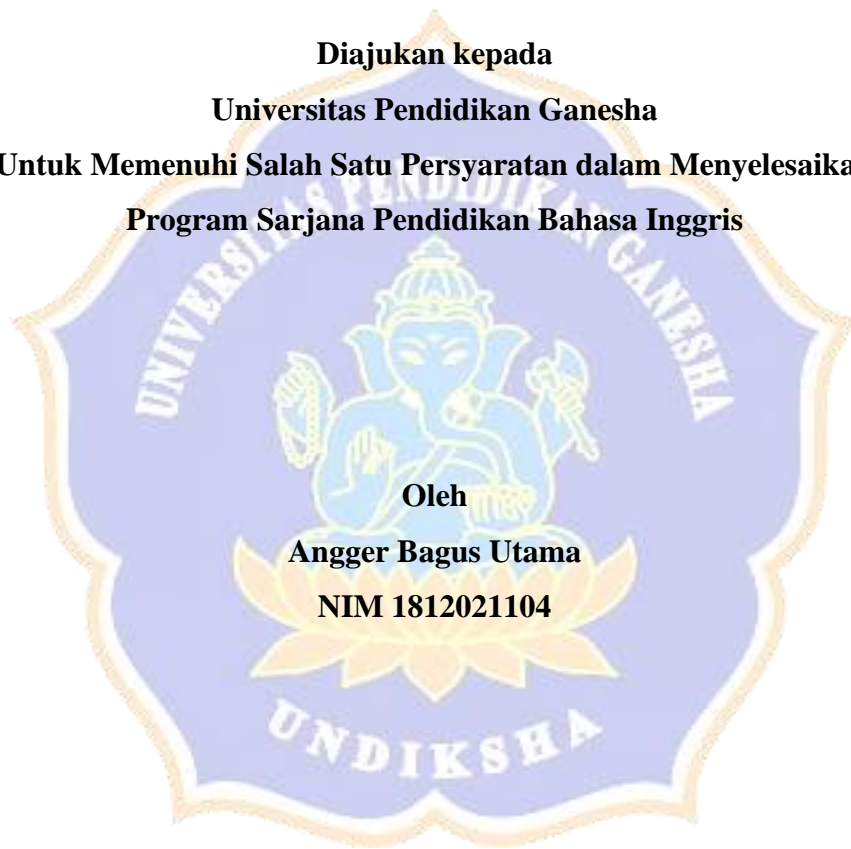 Diajukan kepada
Universitas Pendidikan Ganesha
Untuk Memenuhi Salah Satu Persyaratan dalam Menyelesaika
Program Sarjana Pendidikan Bahasa Inggris
UNIVERSITAS PENDIDIKAN GANESHA
Oleh
Angger Bagus Utama
NIM 1812021104
UNDIKSHA